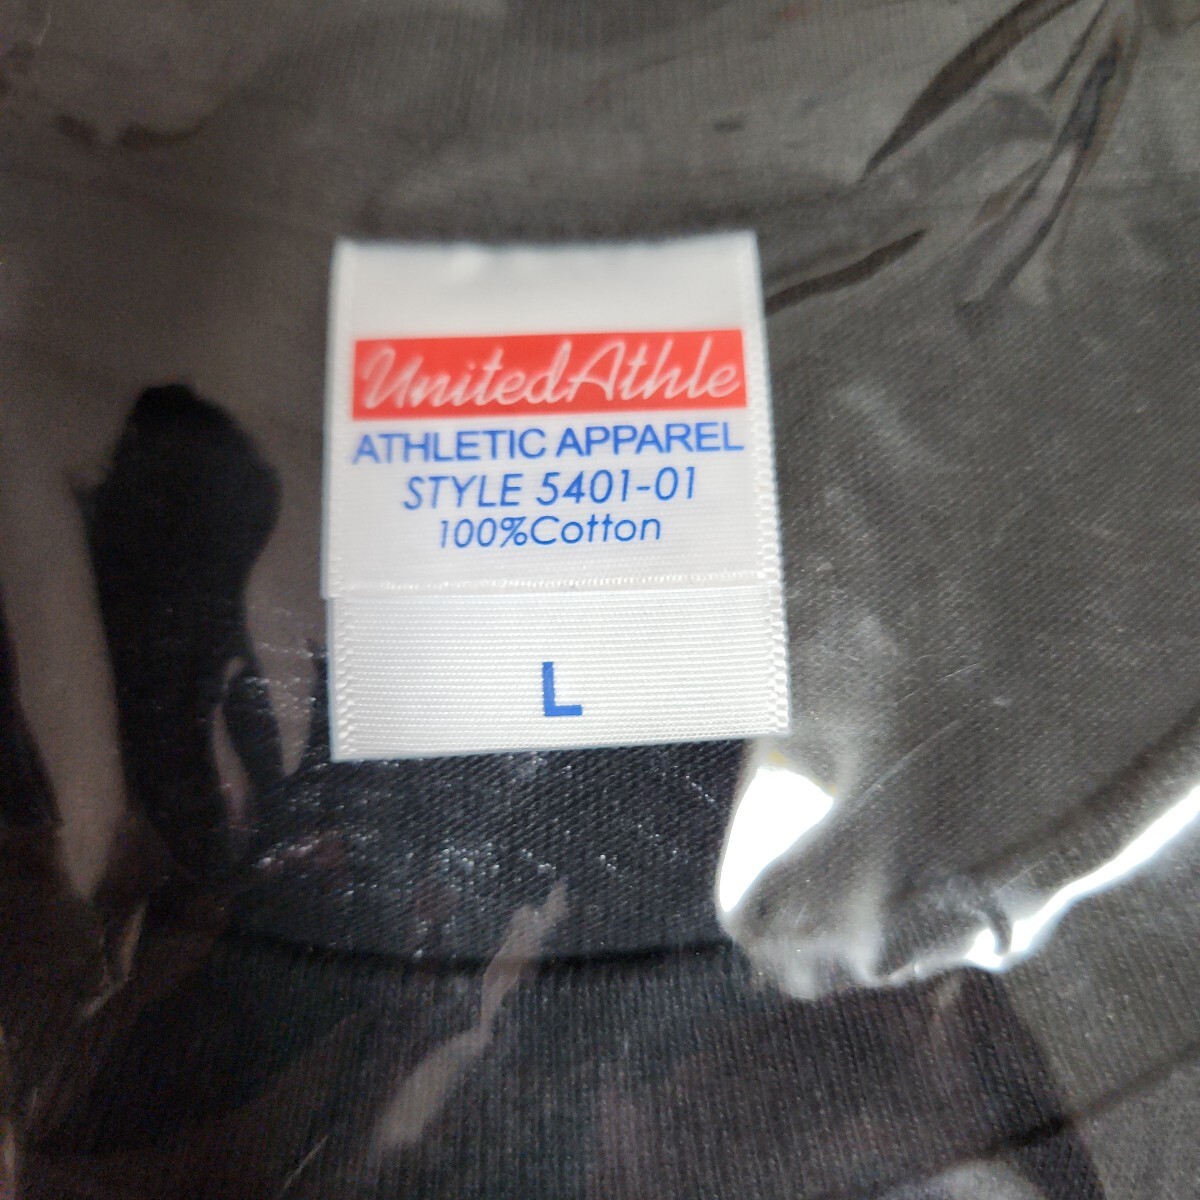 UnitedAthle
ATHLETIC APPAREL
STYLE 5401-01
100%Cotton
L